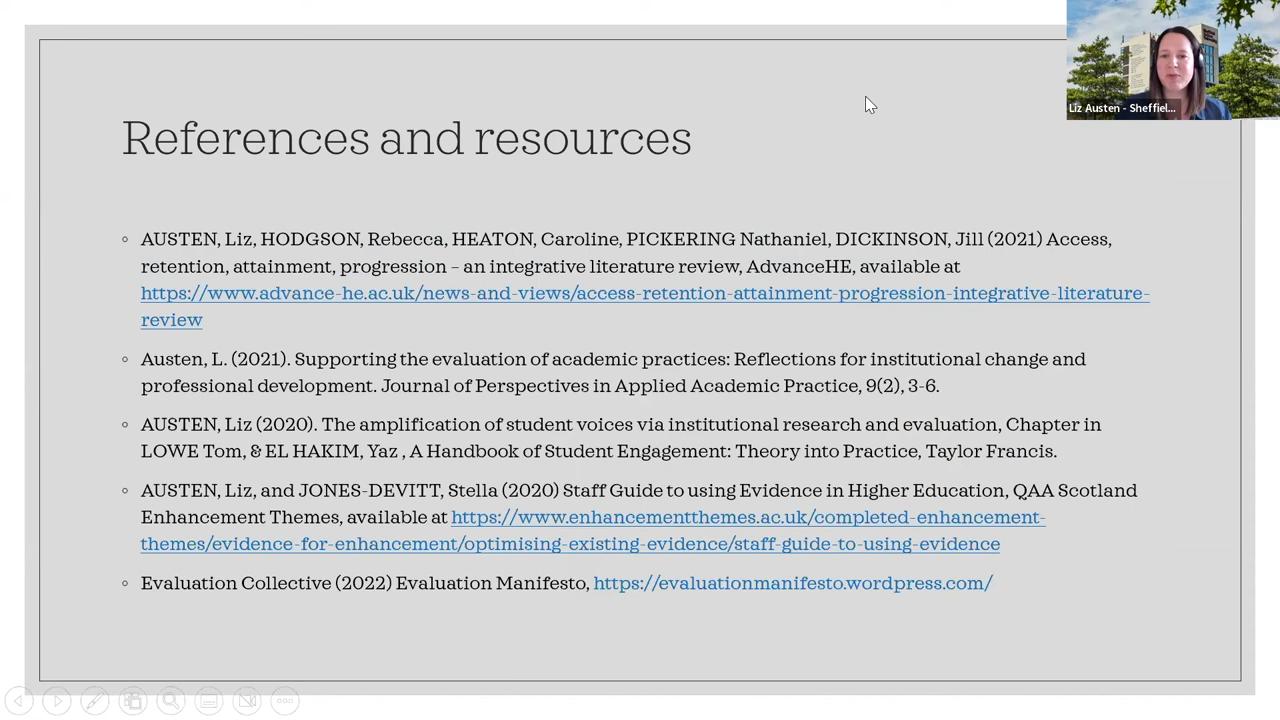 Liz Austen - Sheffiel...
References and resources
AUSTEN, Liz, HODGSON, Rebecca, HEATON, Caroline, PICKERING Nathaniel, DICKINSON, Jill (2021) Access,
retention, attainment, progression – an integrative literature review, AdvanceHE, available at
https://www.advance-he.ac.uk/news-and-views/access-retention-attainment-progression-integrative-literature-
review
Austen, L. (2021). Supporting the evaluation of academic practices: Reflections for institutional change and
professional development. Journal of Perspectives in Applied Academic Practice, 9(2), 3-6.
AUSTEN, Liz (2020). The amplification of student voices via institutional research and evaluation, Chapter in
LOWE Tom, & EL HAKIM, Yaz , A Handbook of Student Engagement: Theory into Practice, Taylor Francis.
AUSTEN, Liz, and JONES-DEVITT, Stella (2020) Staff Guide to using Evidence in Higher Education, QAA Scotland
Enhancement Themes, available at https://www.enhancementthemes.ac.uk/completed-enhancement-
themes/evidence-for-enhancement/optimising-existing-evidence/staff-guide-to-using-evidence
Evaluation Collective (2022) Evaluation Manifesto, https://evaluationmanifesto.wordpress.com/